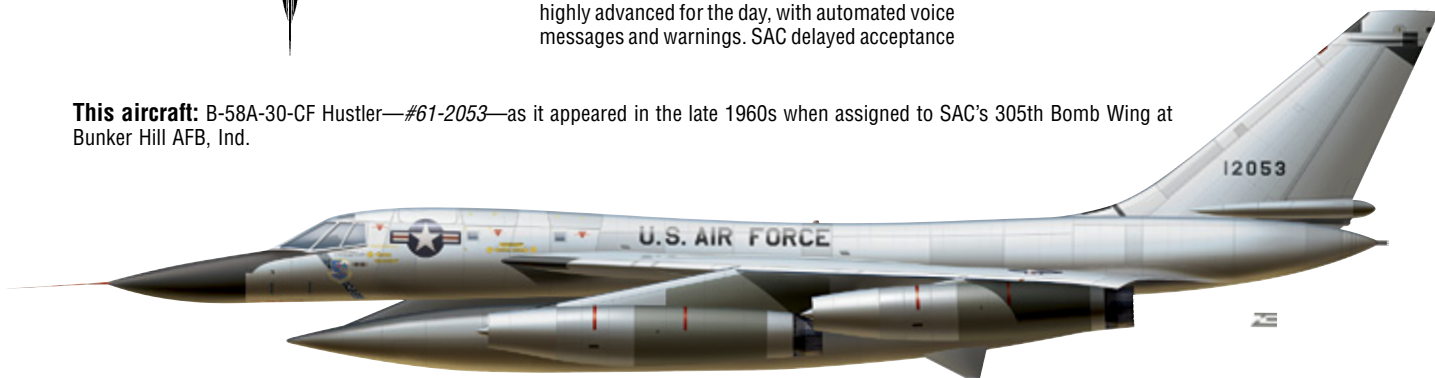 highly advanced for the day, with automated voice
messages and warnings. SAC delayed acceptance
This aircraft: B-58A-30-CF Hustler—#61-2053—as it appeared in the late 1960s when assigned to SAC's 305th Bomb Wing at
Bunker Hill AFB, Ind.
12053
U.S. AIR FORCE